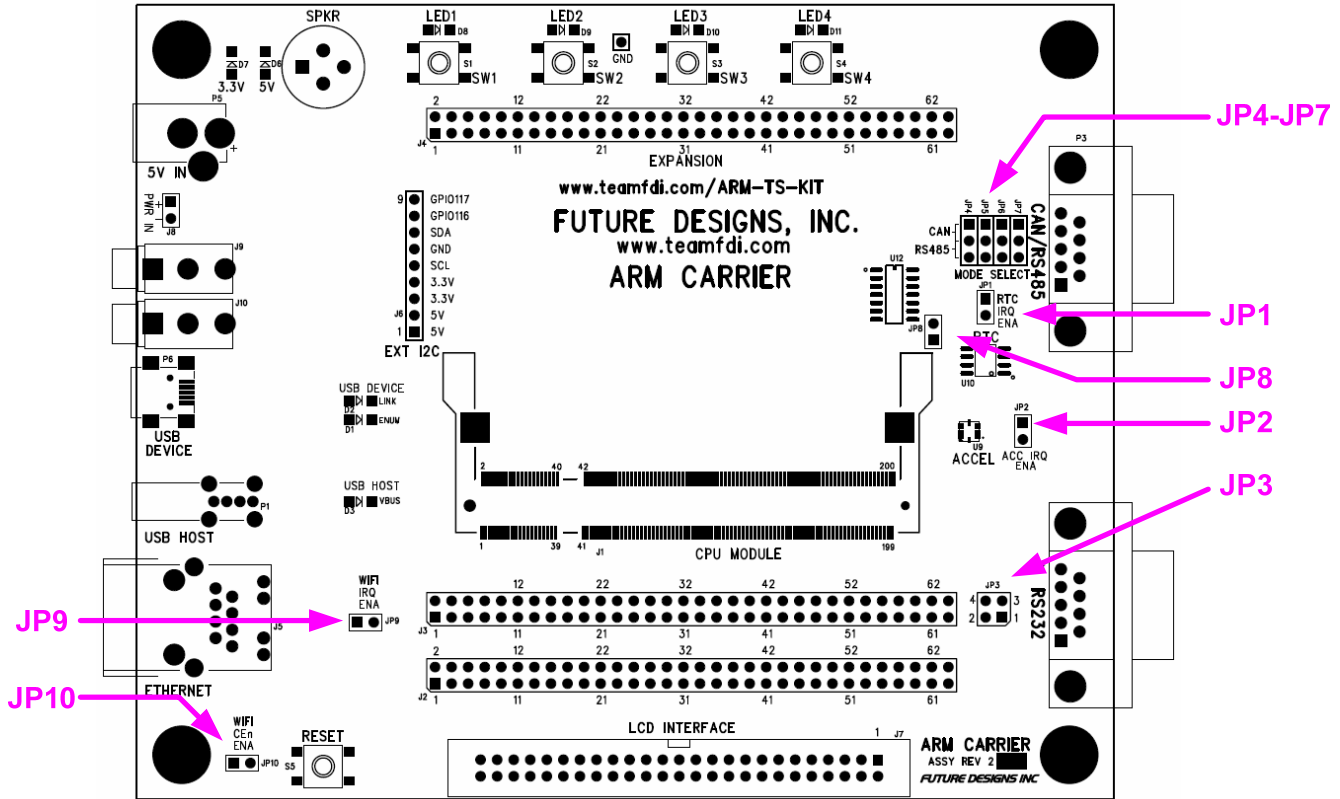 SPKR
LED1 LED2 LED3 LED4
D8 D9 D10 D11
D7 D6
3.3V 5V
GND
S1 S2 S3 S4
SW1 SW2 SW3 SW4
P5
+
5V IN
2 12 22 32 42 52 62
J4
1 11 21 31 41 51 61
EXPANSION
JP4-JP7
P3
www.teamfdi.com/ARM-TS-KIT
FUTURE DESIGNS, INC.
www.teamfdi.com
ARM CARRIER
PWR IN
+
-
J8
9 GPIO117
GPIO116
SDA
GND
SCL
3.3V
3.3V
J6 5V
1 5V
EXT I2C
JP4 JP5 JP6 JP7
CAN
RS485
MODE SELECT
CAN/RS485
U12
JP1
RTC
IRQ
ENA
JP1
JP8
JP8
RTC
U10
J9
J10
P6
USB
DEVICE
USB DEVICE
LINK
D2
ENUM
D1
JP2
ACC IRQ
ENA
JP2
U9
ACCEL
2 40 42 200
USB HOST
VBUS
D3
P1
USB HOST
1 39 41 J1 199
CPU MODULE
JP3
WIFI
IRQ
ENA
JP9
JP9
2 12 22 32 42 52 62
J3
1 11 21 31 41 51 61
JP3
4 3
2 1
RS232
J5
ETHERNET
2 12 22 32 42 52 62
J2
1 11 21 31 41 51 61
JP10
WIFI
CEn
ENA
JP10
RESET
S5
LCD INTERFACE
1 J7
ARM CARRIER
ASSY REV 2
FUTURE DESIGNS INC